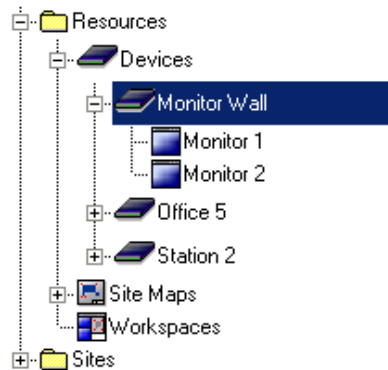 Resources
Devices
Monitor Wall
Monitor 1
Monitor 2
Office 5
Station 2
Site Maps
Workspaces
Sites